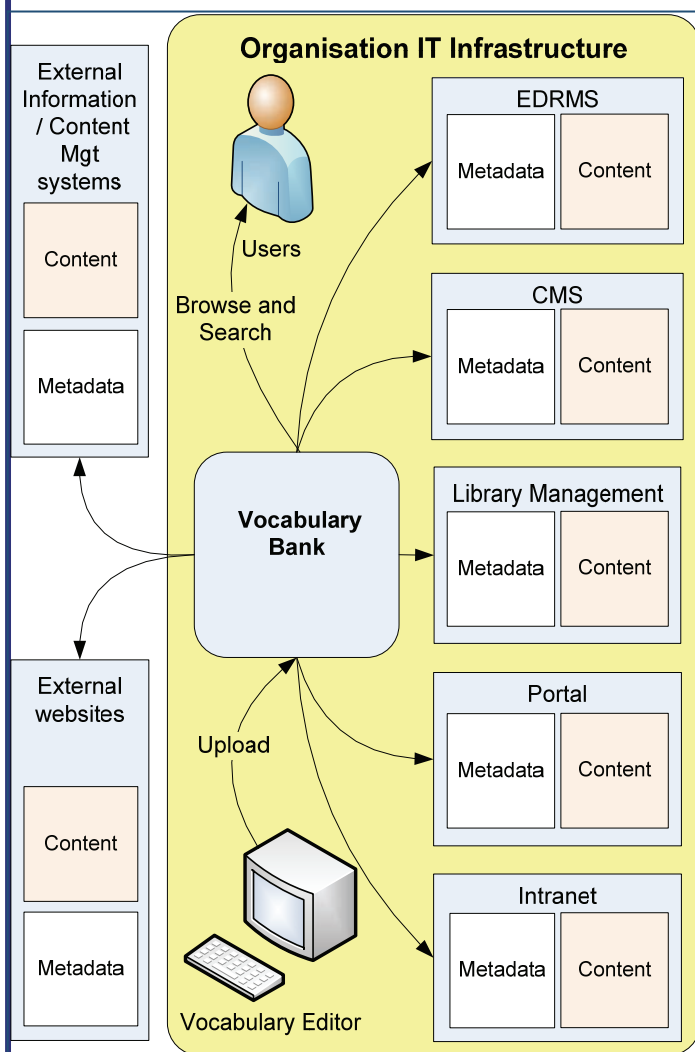 Organisation IT Infrastructure
External
Information
/ Content
Mgt
systems
Content
Metadata
External
websites
Content
Metadata
Users
Browse and
Search
Vocabulary
Bank
Upload
Vocabulary Editor
EDRMS
Metadata
Content
CMS
Metadata
Content
Library Management
Metadata
Content
Portal
Metadata
Content
Intranet
Metadata
Content